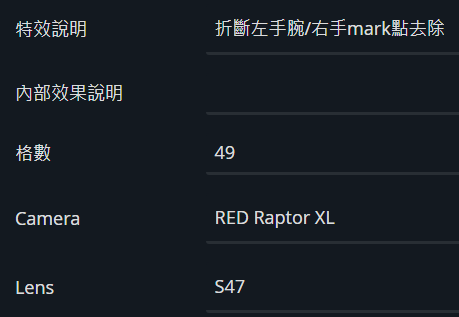 特效說明 折斷左手腕/右手mark點去除
內部效果說明
格數 49
Camera RED Raptor XL
Lens S47